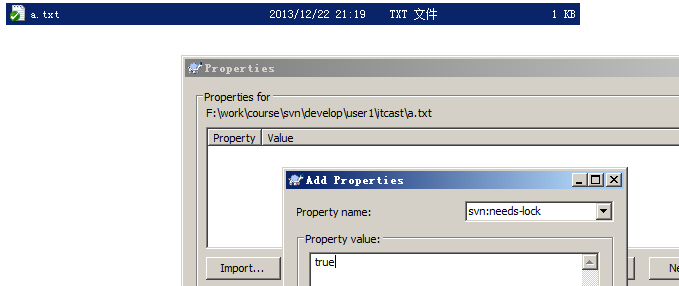 a.txt 2013/12/22 21:19 TXT 文件 1 KB
Properties
Properties for
F:\work\course\svn\develop\user1\itcast\a.txt
Property Value
Add Properties
Property name: svn:needs-lock
Property value:
true
Import... Ne